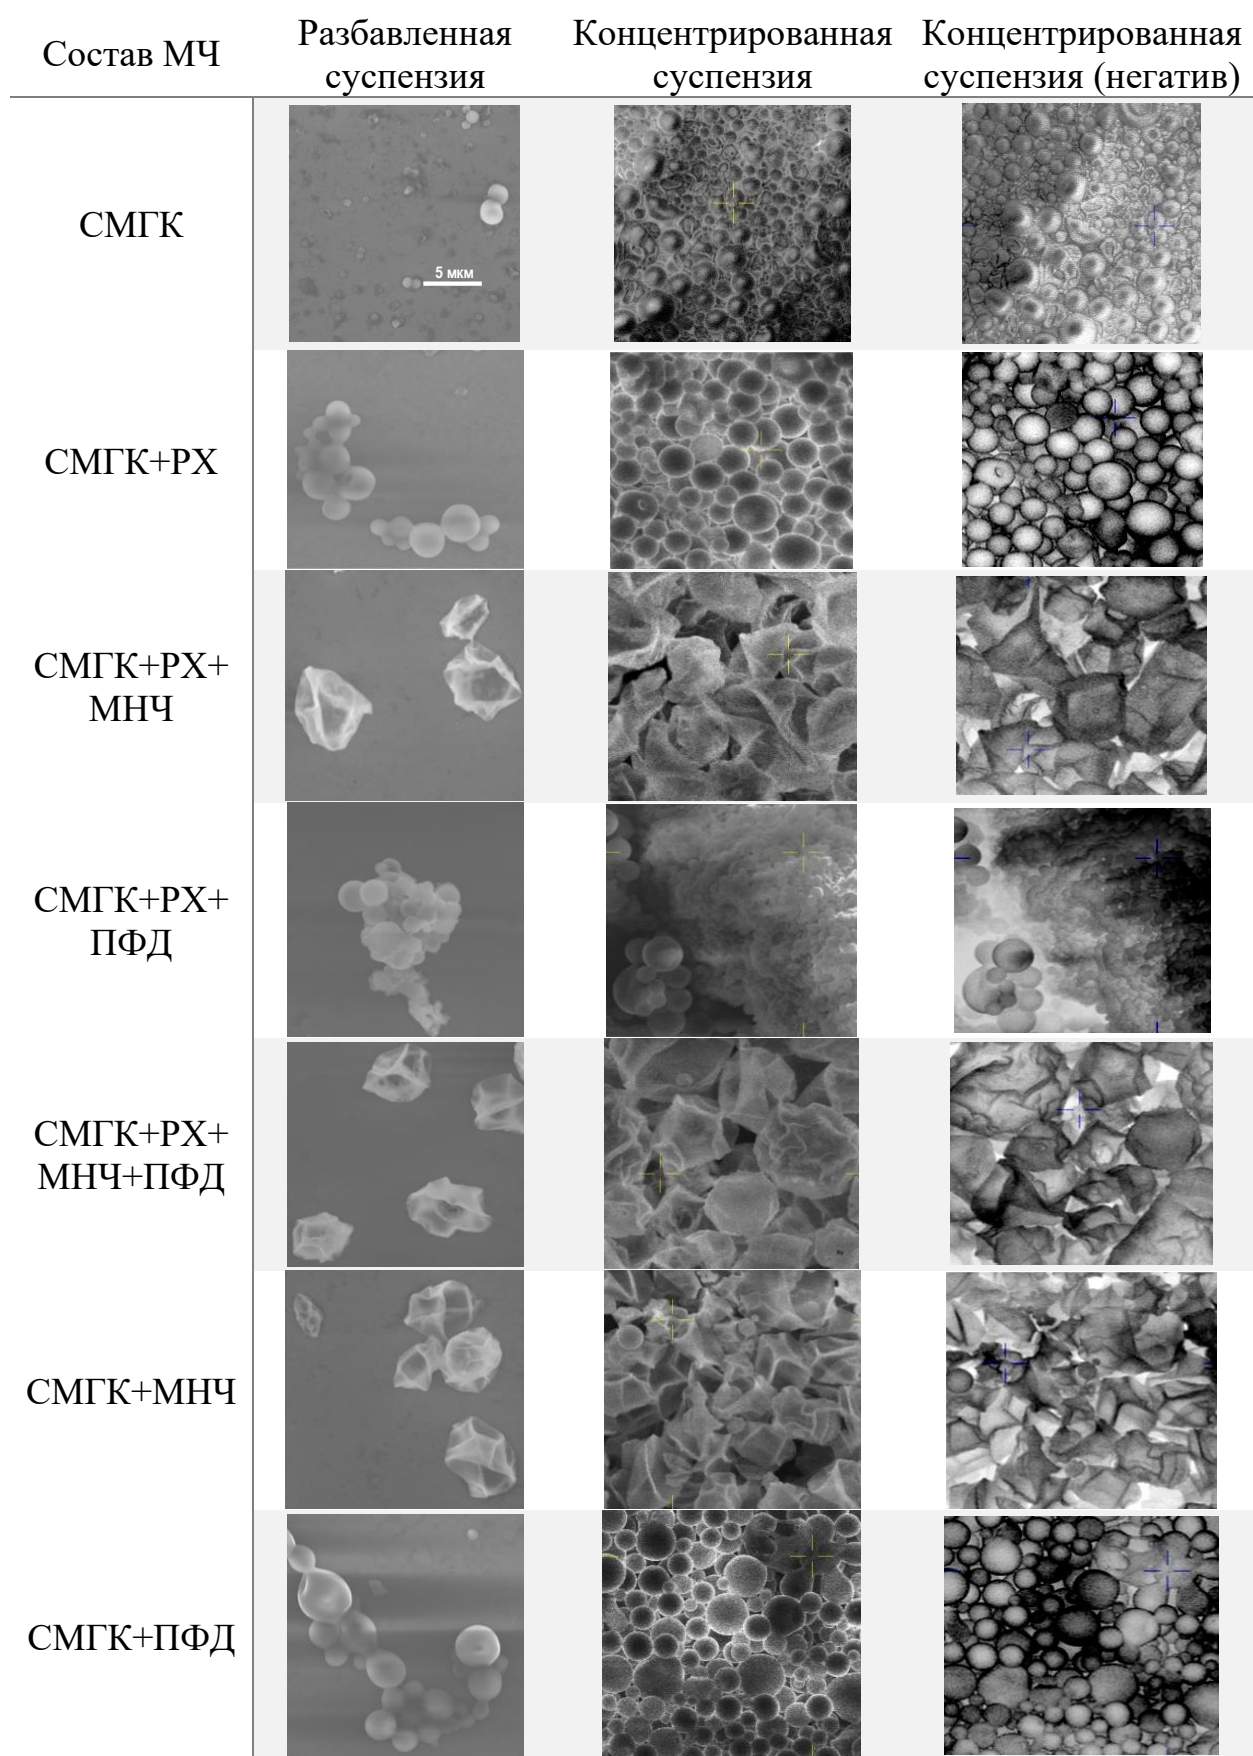 Состав МЧ
Разбавленная
суспензия
Концентрированная
суспензия
Концентрированная
суспензия (негатив)
СМГК
5 мкм
СМГК+РХ
СМГК+РХ+
МНЧ
СМГК+РХ+
ПФД
СМГК+РХ+
МНЧ+ПФД
СМГК+МНЧ
СМГК+ПФД